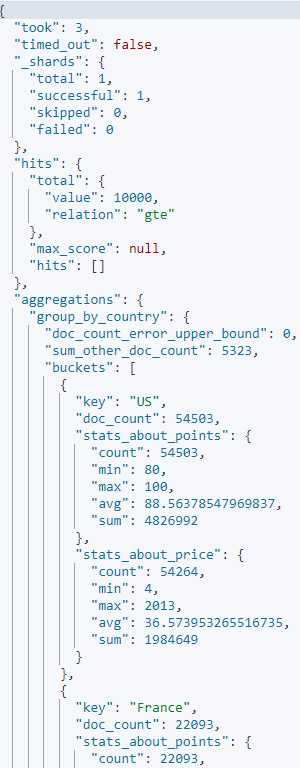 {
  "took": 3,
  "timed_out": false,
  "_shards": {
    "total": 1,
    "successful": 1,
    "skipped": 0,
    "failed": 0
  },
  "hits": {
    "total": {
      "value": 10000,
      "relation": "gte"
    },
    "max_score": null,
    "hits": []
  },
  "aggregations": {
    "group_by_country": {
      "doc_count_error_upper_bound": 0,
      "sum_other_doc_count": 5323,
      "buckets": [
        {
          "key": "US",
          "doc_count": 54503,
          "stats_about_points": {
            "count": 54503,
            "min": 80,
            "max": 100,
            "avg": 88.56378547969837,
            "sum": 4826992
          },
          "stats_about_price": {
            "count": 54264,
            "min": 4,
            "max": 2013,
            "avg": 36.573953265516735,
            "sum": 1984649
          }
        },
        {
          "key": "France",
          "doc_count": 22093,
          "stats_about_points": {
            "count": 22093,